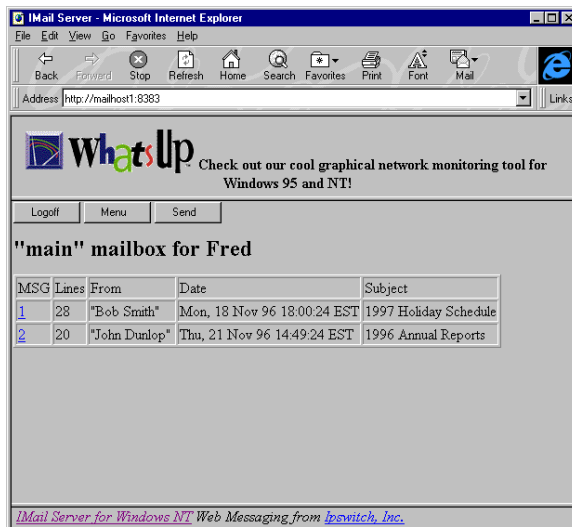 IMail Server - Microsoft Internet Explorer
File Edit View Go Favorites Help
Back Forward Stop Refresh Home Search Favorites Print Font Mail
Address http://mailhost1:8383 Links
WhatsUp Check out our cool graphical network monitoring tool for
Windows 95 and NT!
Logoff Menu Send
"main" mailbox for Fred
MSG Lines From Date Subject
1 28 "Bob Smith" Mon, 18 Nov 96 18:00:24 EST 1997 Holiday Schedule
2 20 "John Dunlop" Thu, 21 Nov 96 14:49:24 EST 1996 Annual Reports
IMail Server for Windows NT Web Messaging from Ipswitch, Inc.